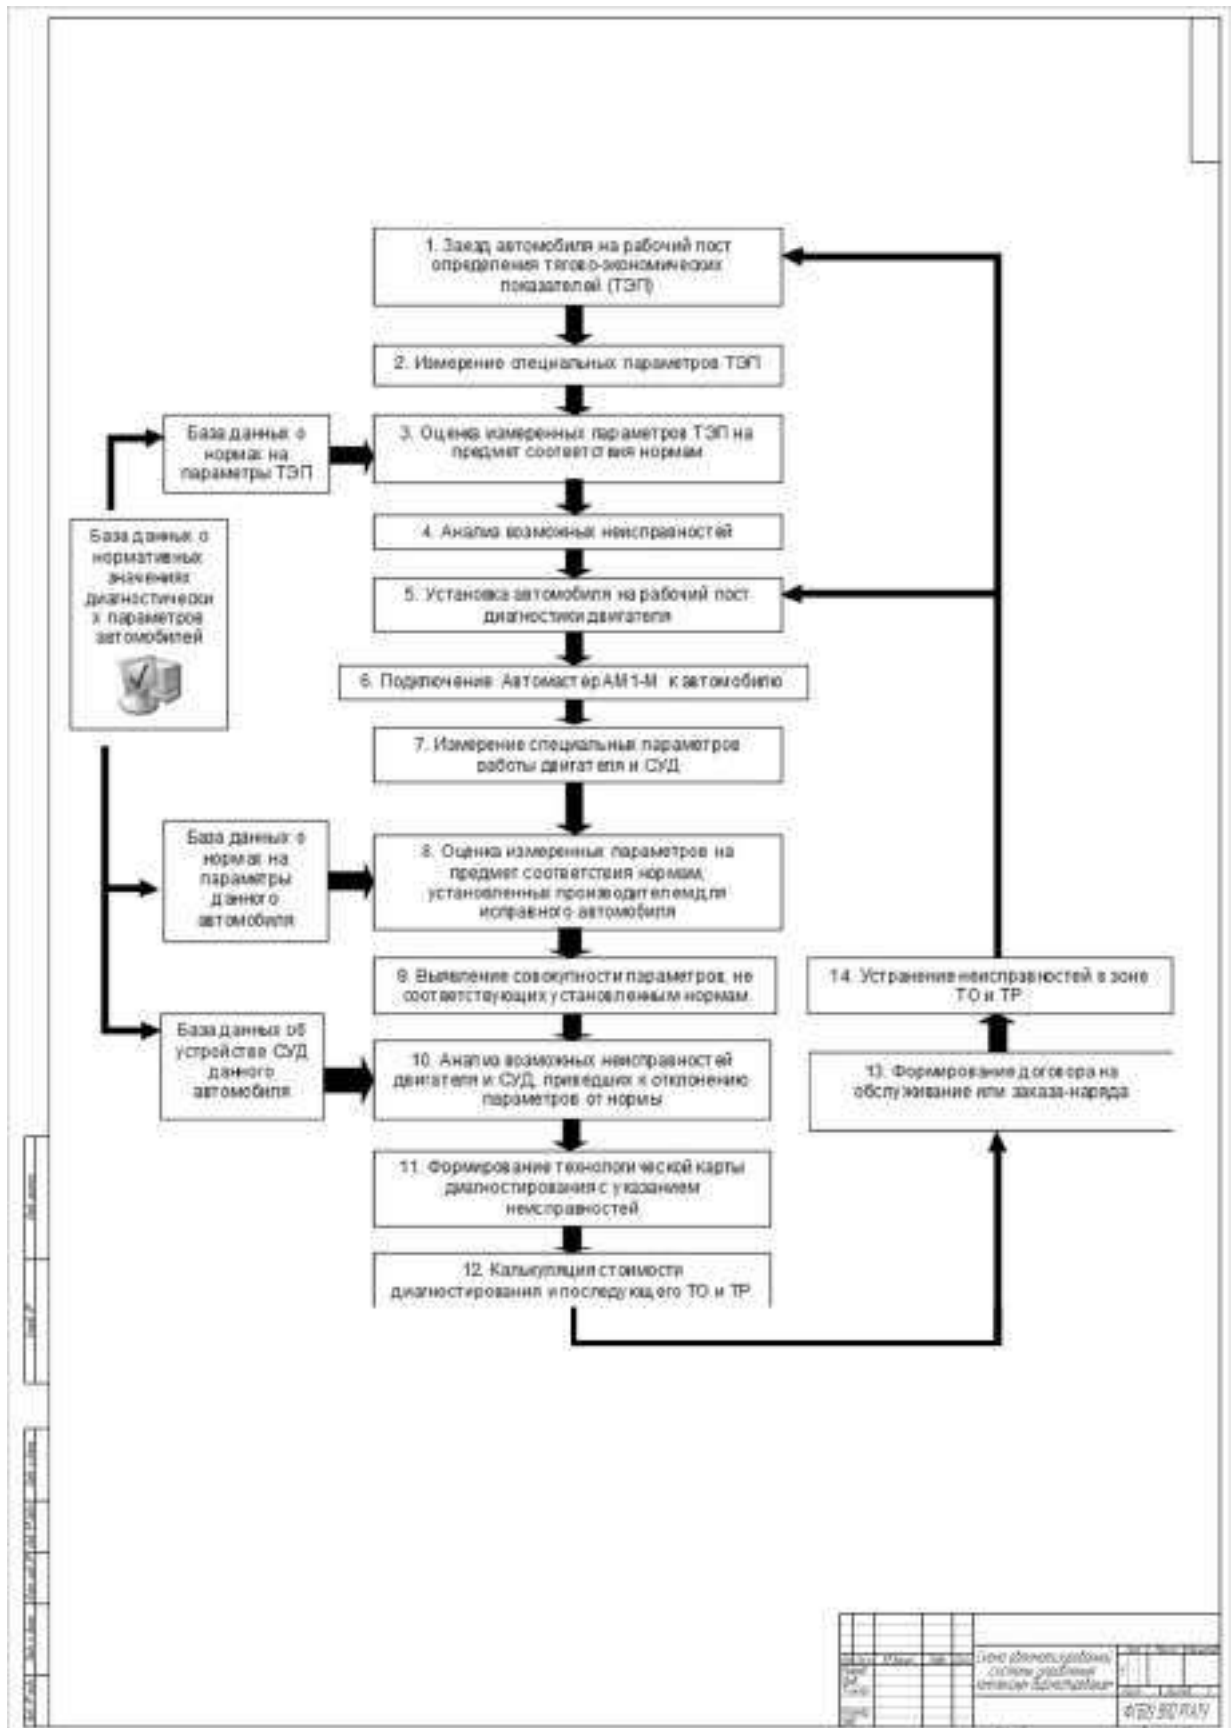 1. Заезд автомобиля на рабочий пост
определения тягово-экономических
показателей (ТЭП)
2. Измерение специальных параметров ТЭП
База данных о
нормах на
параметры ТЭП
3. Оценка измеренных параметров ТЭП на
предмет соответствия нормам
4. Анализ возможных неисправностей
База данных о
нормативных
значениях
диагностически
х параметров
автомобилей
5. Установка автомобиля на рабочий пост
диагностики двигателя
6. Подключение Автомастер АМ1-М к автомобилю
7. Измерение специальных параметров
работы двигателя и СУД
База данных о
нормах на
параметры
данного
автомобиля
8. Оценка измеренных параметров на
предмет соответствия нормам,
установленных производителем для
исправного автомобиля
9. Выявление совокупности параметров, не
соответствующих установленным нормам
База данных об
устройстве СУД
данного
автомобиля
10. Анализ возможных неисправностей
двигателя и СУД, приведших к отклонению
параметров от нормы
11. Формирование технологической карты
диагностирования с указанием
неисправностей
12. Калькуляция стоимости
диагностирования и последующего ТО и ТР
14. Устранение неисправностей в зоне
ТО и ТР
13. Формирование договора на
обслуживание или заказа-наряда
Схема автоматизированной
системы управления